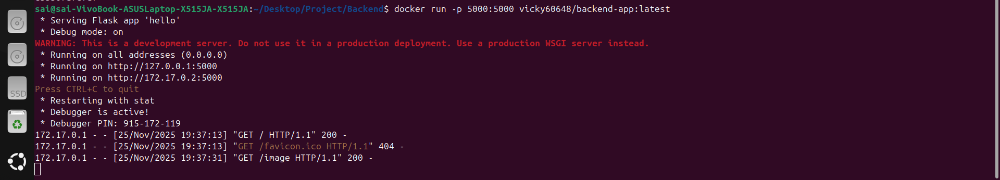 sai@sai-VivoBook-ASUSLaptop-X515JA-X515JA:~/Desktop/Project/Backend$ docker run -p 5000:5000 vicky60648/backend-app:latest
 * Serving Flask app 'hello'
 * Debug mode: on
WARNING: This is a development server. Do not use it in a production deployment. Use a production WSGI server instead.
 * Running on all addresses (0.0.0.0)
 * Running on http://127.0.0.1:5000
 * Running on http://172.17.0.2:5000
Press CTRL+C to quit
SSD
 * Restarting with stat
 * Debugger is active!
 * Debugger PIN: 915-172-119
172.17.0.1 - - [25/Nov/2025 19:37:13] "GET / HTTP/1.1" 200 -
172.17.0.1 - - [25/Nov/2025 19:37:13] "GET /favicon.ico HTTP/1.1" 404 -
172.17.0.1 - - [25/Nov/2025 19:37:31] "GET /image HTTP/1.1" 200 -